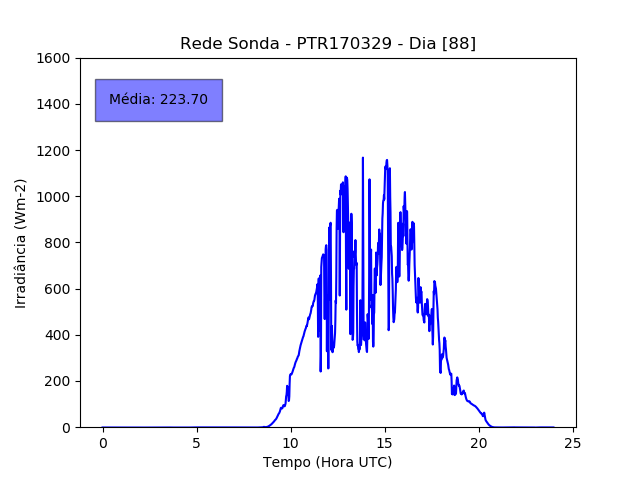 Rede Sonda - PTR170329 - Dia [88]
1600
1400
1200
1000
800
600
400
200
0
Irradiância (Wm-2)
Média: 223.70
0 5 10 15 20 25
Tempo (Hora UTC)